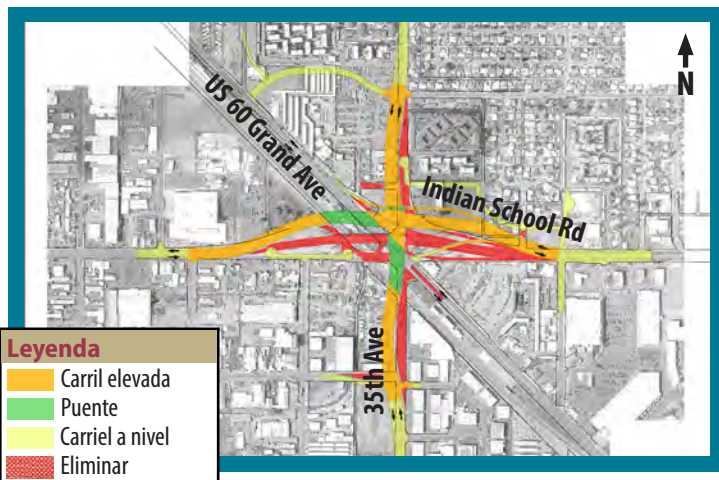 US 60 Grand Ave
N
Indian School Rd
35th Ave
Leyenda
Carril elevada
Puente
Carriel a nivel
Eliminar